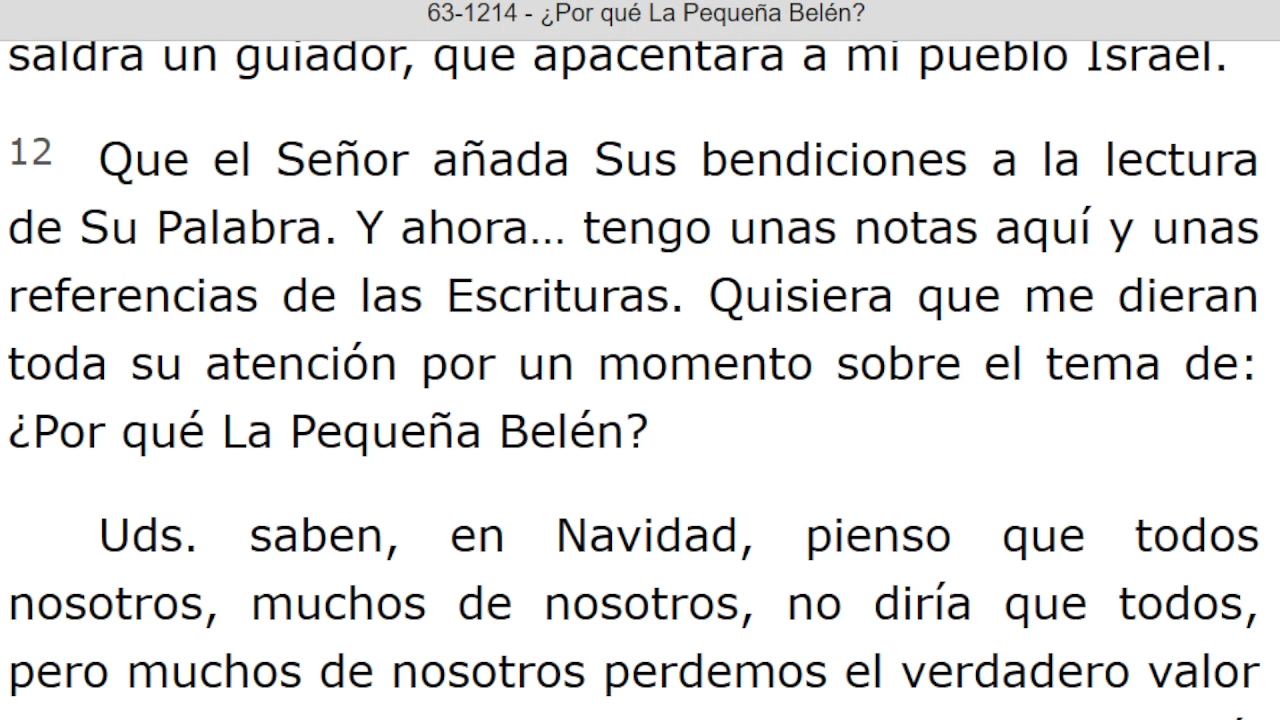 63-1214 - ¿Por qué La Pequeña Belén?
saldrá un guiador, que apacentará a mi pueblo Israel.
12 Que el Señor añada Sus bendiciones a la lectura
de Su Palabra. Y ahora... tengo unas notas aquí y unas
referencias de las Escrituras. Quisiera que me dieran
toda su atención por un momento sobre el tema de:
¿Por qué La Pequeña Belén?
Uds. saben, en Navidad, pienso que todos
nosotros, muchos de nosotros, no diría que todos,
pero muchos de nosotros perdemos el verdadero valor